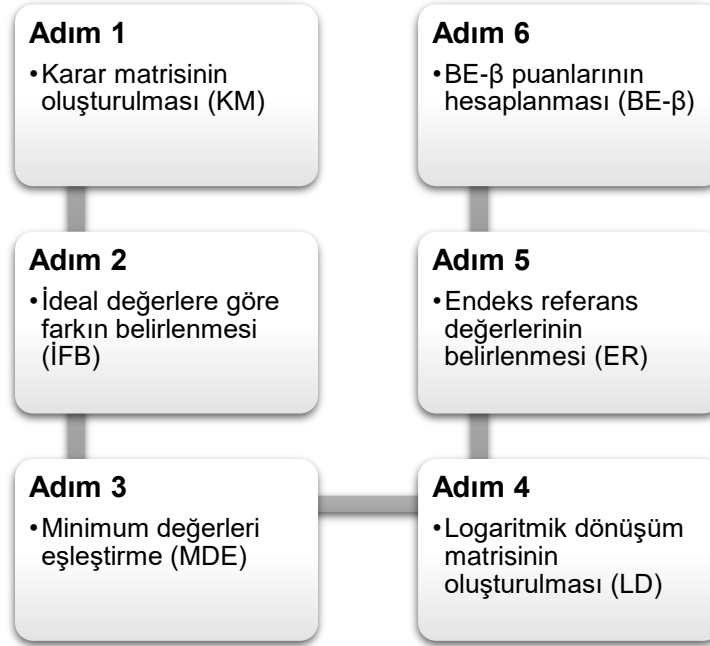 Adım 1
•Karar matrisinin
oluşturulması (KM)
Adım 2
•İdeal değerlere göre
farkın belirlenmesi
(İFB)
Adım 3
•Minimum değerleri
eşleştirme (MDE)
Adım 4
•Logaritmik dönüşüm
matrisinin
oluşturulması (LD)
Adım 5
•Endeks referans
değerlerinin
belirlenmesi (ER)
Adım 6
•BE-β puanlarının
hesaplanması (BE-β)